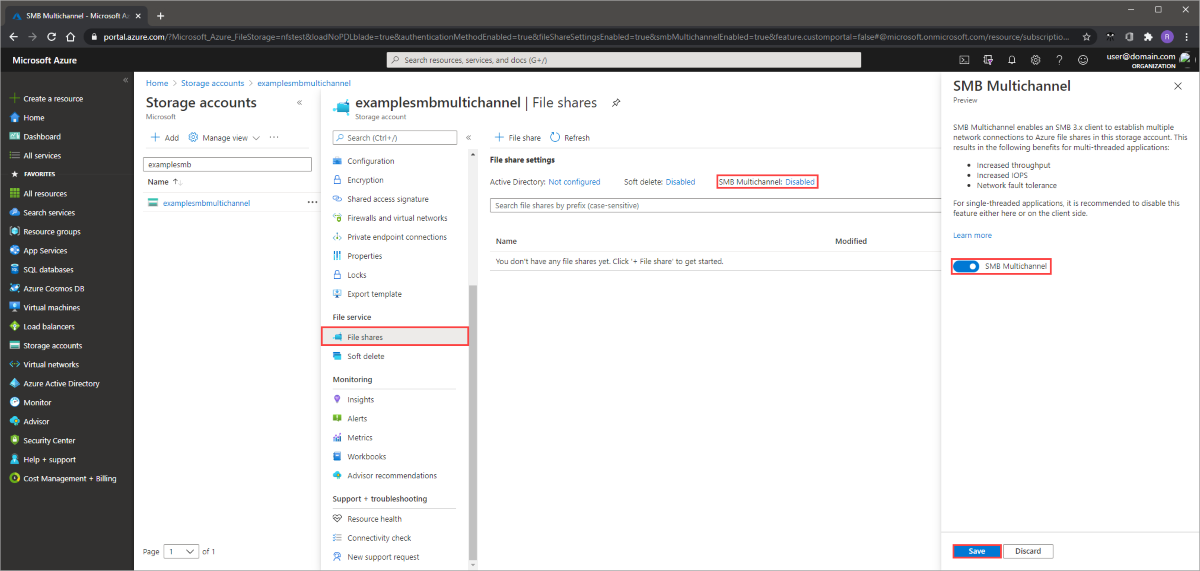 SMB Multichannel - Microsoft A
portal.azure.com/?Microsoft_Azure_FileStorage=nfstest&loadNoPDLblade=true&authenticationMethodEnabled=true&fileShareSettingsEnabled=true&smbMultichannelEnabled=true&feature.customportal=false#@microsoft.onmicrosoft.com/resource/subscriptio...
R
Microsoft Azure
Search resources, services, and docs (G+/)
user@domain.com
ORGANIZATION
Create a resource
Home
Dashboard
All services
FAVORITES
All resources
Search services
Resource groups
App Services
SQL databases
Azure Cosmos DB
Virtual machines
Load balancers
Storage accounts
Virtual networks
Azure Active Directory
Monitor
Advisor
Security Center
Help + support
Cost Management + Billing
Home > Storage accounts > examplesmbmultichannel
Storage accounts
Microsoft
+ Add
Manage view
...
examplesmb
Name ↑↓
examplesmbmultichannel
...
Page 1 of 1
examplesmbmultichannel | File shares
Storage account
Search (Ctrl+/)
Configuration
Encryption
Shared access signature
Firewalls and virtual networks
Private endpoint connections
Properties
Locks
Export template
File service
File shares
Soft delete
Monitoring
Insights
Alerts
Metrics
Workbooks
Advisor recommendations
Support + troubleshooting
Resource health
Connectivity check
New support request
+ File share
Refresh
File share settings
Active Directory: Not configured
Soft delete: Disabled
SMB Multichannel: Disabled
Search file shares by prefix (case-sensitive)
Name
Modified
You don't have any file shares yet. Click '+ File share' to get started.
SMB Multichannel
Preview
SMB Multichannel enables an SMB 3.x client to establish multiple
network connections to Azure file shares in this storage account. This
results in the following benefits for multi-threaded applications:
• Increased throughput
• Increased IOPS
• Network fault tolerance
For single-threaded applications, it is recommended to disable this
feature either here or on the client side.
Learn more
SMB Multichannel
Save
Discard